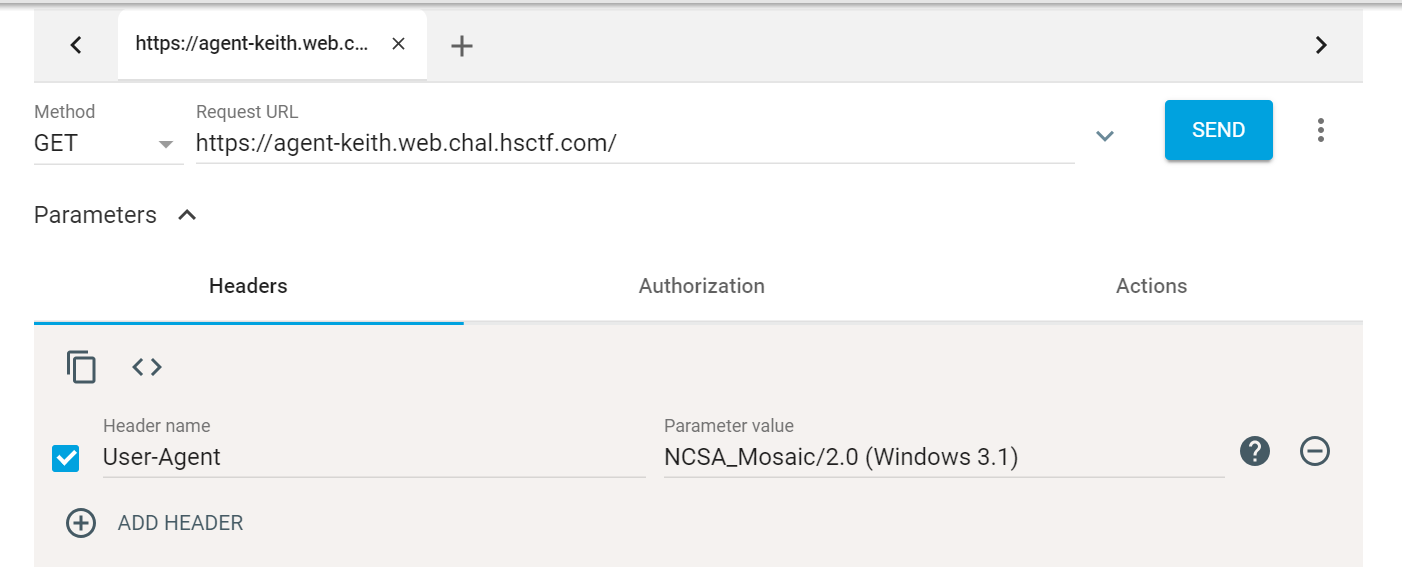 https://agent-keith.web.c...
Method
Request URL
GET
https://agent-keith.web.chal.hsctf.com/
SEND
Parameters
Headers
Authorization
Actions
Header name
Parameter value
User-Agent
NCSA_Mosaic/2.0 (Windows 3.1)
ADD HEADER